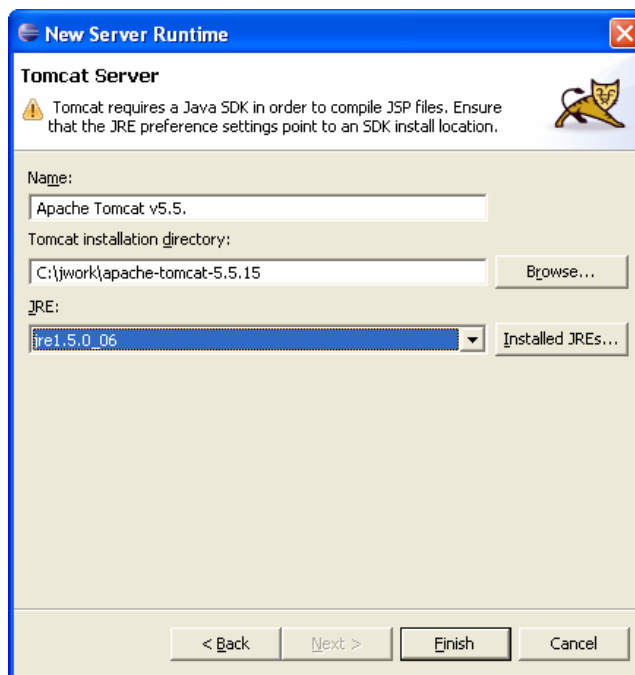 New Server Runtime
Tomcat Server
Tomcat requires a Java SDK in order to compile JSP files. Ensure
that the JRE preference settings point to an SDK install location.
Name:
Apache Tomcat v5.5.
Tomcat installation directory:
C:\jwork\apache-tomcat-5.5.15
Browse...
JRE:
jre1.5.0_06
Installed JREs...
< Back
Next >
Finish
Cancel